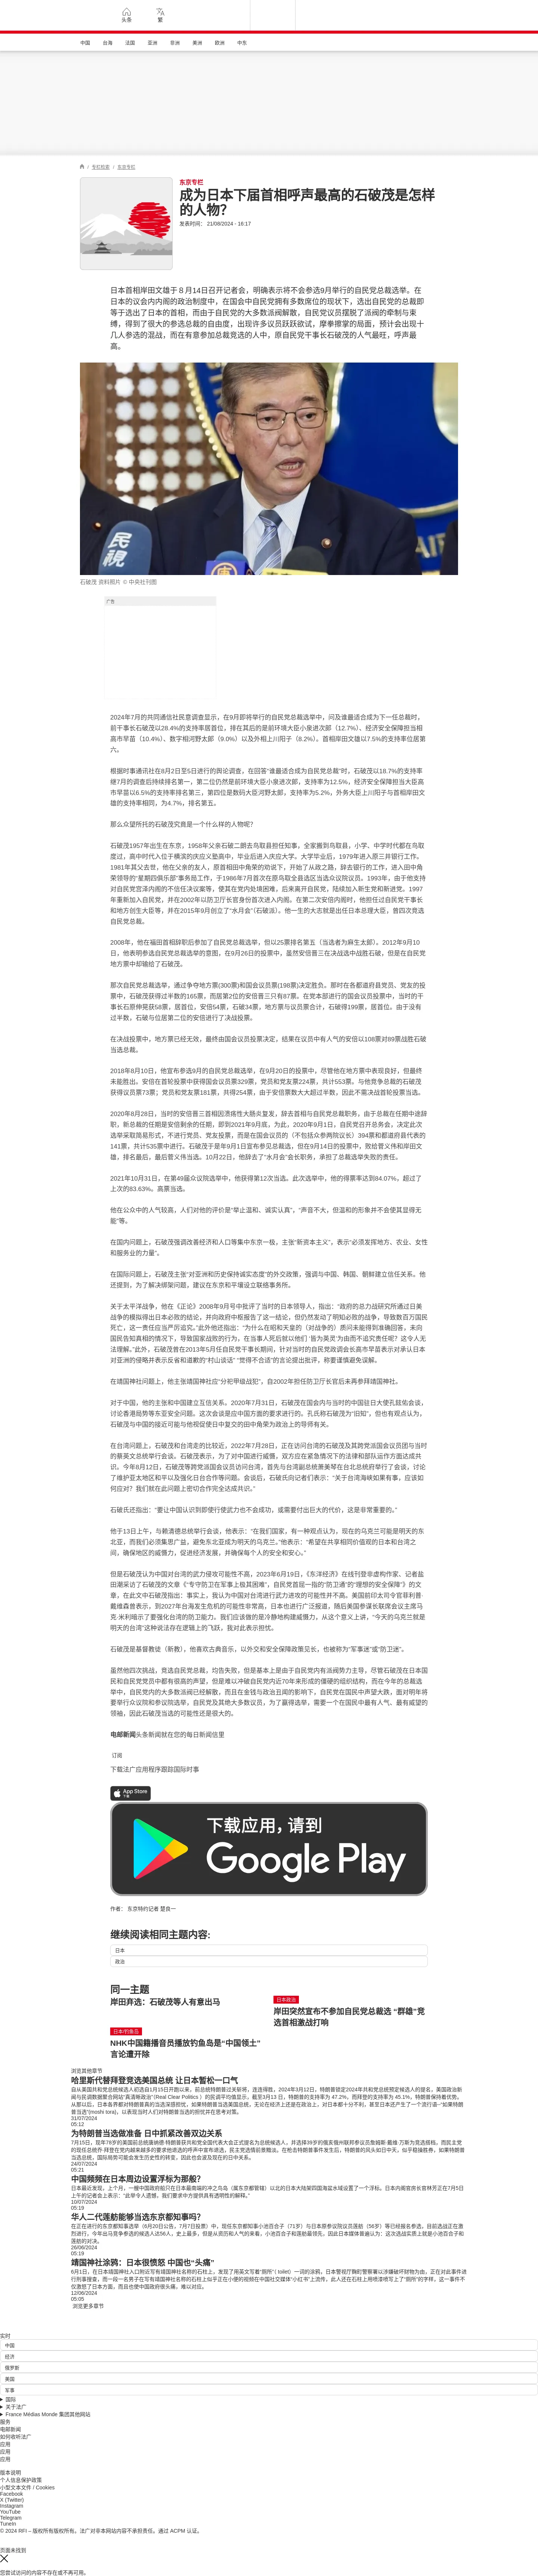 头条
繁
中国
台海
法国
亚洲
非洲
美洲
欧洲
中东
/ 专栏检索 / 东京专栏
东京专栏
成为日本下届首相呼声最高的石破茂是怎样
的人物？
发表时间： 21/08/2024 - 16:17
日本首相岸田文雄于８月14日召开记者会，明确表示将不会参选9月举行的自民党总裁选举。在
日本的议会内内阁的政治制度中，在国会中自民党拥有多数席位的现状下，选出自民党的总裁即
等于选出了日本的首相，而由于自民党的大多数派阀解散，自民党议员摆脱了派阀的牵制与束
缚，得到了很大的参选总裁的自由度，出现许多议员跃跃欲试，摩拳擦掌的局面，预计会出现十
几人参选的混战，而在有意参加总裁竞选的人中，原自民党干事长石破茂的人气最旺，呼声最
高。
石破茂 资料照片 © 中央社刊图
广告
2024年7月的共同通信社民意调查显示，在9月即将举行的自民党总裁选举中，问及谁最适合成为下一任总裁时，
前干事长石破茂以28.4%的支持率居首位。排在其后的是前环境大臣小泉进次郎（12.7%）、经济安全保障担当相
高市早苗（10.4%）、数字相河野太郎（9.0%）以及外相上川阳子（8.2%）。首相岸田文雄以7.5%的支持率位居第
六。
根据时事通讯社在8月2日至5日进行的舆论调查，在回答“谁最适合成为自民党总裁”时，石破茂以18.7%的支持率
继7月的调查后持续排名第一，第二位仍然是前环境大臣小泉进次郎，支持率为12.5%，经济安全保障担当大臣高
市早苗以6.5%的支持率排名第三，第四位是数码大臣河野太郎，支持率为5.2%，外务大臣上川阳子与首相岸田文
雄的支持率相同，为4.7%，排名第五。
那么众望所托的石破茂究竟是一个什么样的人物呢？
石破茂1957年出生在东京，1958年父亲石破二朗去鸟取县担任知事，全家搬到鸟取县，小学、中学时代都在鸟取
度过，高中时代入位于横滨的庆应义塾高中，毕业后进入庆应大学。大学毕业后，1979年进入原三井银行工作。
1981年其父去世，他在父亲的友人，原首相田中角荣的劝说下，开始了从政之路，辞去银行的工作，进入田中角
荣领导的“星期四俱乐部”事务局工作，于1986年7月首次在原鸟取全县选区当选众议院议员。1993年，由于他支持
对自民党宫泽内阁的不信任决议案等，使其在党内处境困难，后来离开自民党，陆续加入新生党和新进党。1997
年重新加入自民党，并在2002年以防卫厅长官身份首次进入内阁。在第二次安倍内阁时，他担任过自民党干事长
和地方创生大臣等，并在2015年9月创立了“水月会”（石破派）。他一生的大志就是出任日本总理大臣，曾四次竞选
自民党总裁。
2008年，他在福田首相辞职后参加了自民党总裁选举，但以25票排名第五（当选者为麻生太郎）。2012年9月10
日，他表明参选自民党总裁选举的意图，在9月26日的投票中，虽然安倍晋三在决战选中战胜石破，但是在自民党
地方票中却输给了石破茂。
那次自民党总裁选举，通过争夺地方票(300票)和国会议员票(198票)决定胜负。那时在各都道府县党员、党友的投
票中，石破茂获得过半数的165票，而居第2位的安倍晋三只有87票。在党本部进行的国会议员投票中，当时的干
事长石原伸晃获58票，居首位，安倍54票，石破34票，地方票与议员票合计，石破得199票，居首位。由于没有
过半数，石破与位居第二位的安倍进行了决战投票。
在决战投票中，地方票已经无效，最终由国会议员投票决定，结果在议员中有人气的安倍以108票对89票战胜石破
当选总裁。
2018年8月10日，他宣布参选9月的自民党总裁选举，在9月20日的投票中，尽管他在地方票中表现良好，但最终
未能胜出。安倍在首轮投票中获得国会议员票329票，党员和党友票224票，共计553票。与他竞争总裁的石破茂
获得议员票73票；党员和党友票181票，共得254票，由于安倍票数大大超过半数，因此不需决战首轮投票当选。
2020年8月28日，当时的安倍晋三首相因溃疡性大肠炎复发，辞去首相与自民党总裁职务，由于总裁在任期中途辞
职，新总裁的任期是安倍剩余的任期，即到2021年9月底，为此，2020年9月1日，自民党召开总务会，决定此次
选举采取简易形式，不进行党员、党友投票，而是在国会议员的（不包括众参两院议长）394票和都道府县代表的
141票，共计535票中进行。石破茂于是年9月1日宣布参见总裁选，但在9月14日的投票中，败给菅义伟和岸田文
雄，排名最后，最后菅义伟当选。10月22日，他辞去了“水月会”会长职务，承担了总裁选举失败的责任。
2021年10月31日，在第49届众议院选举中，他获得第12次当选。此次选举中，他的得票率达到84.07%，超过了
上次的83.63%。高票当选。
他在公众中的人气较高，人们对他的评价是“举止温和、诚实认真”，“声音不大，但温和的形象并不会使其显得无
能”等。
在国内问题上，石破茂强调改善经济和人口等集中东京一极，主张“新资本主义”，表示“必须发挥地方、农业、女性
和服务业的力量”。
在国际问题上，石破茂主张“对亚洲和历史保持诚实态度”的外交政策，强调与中国、韩国、朝鲜建立信任关系。他
还提到，为了解决绑架问题，建议在东京和平壤设立联络事务所。
关于太平洋战争，他在《正论》2008年9月号中批评了当时的日本领导人，指出：“政府的总力战研究所通过日美
战争的模拟得出日本必败的结论，并向政府中枢报告了这一结论，但仍然发动了明知必败的战争，导致数百万国民
死亡，这一责任应当严厉追究。”此外他还指出：“为什么在昭和天皇的（对战争的）质问未能得到准确回答，未向
国民告知真相的情况下，导致国家战败的行为，在当事人死后就以他们‘皆为英灵’为由而不追究责任呢？这令人无
法理解。”此外，石破茂曾在2013年5月任自民党干事长期间，针对当时的自民党政调会长高市早苗表示对承认日本
对亚洲的侵略并表示反省和道歉的“村山谈话” “觉得不合适”的言论提出批评，称要谨慎避免误解。
在靖国神社问题上，他主张靖国神社应“分祀甲级战犯”，自2002年担任防卫厅长官后未再参拜靖国神社。
对于中国，他的主张和中国建立互信关系。2020年7月31日，石破茂在国会内与当时的中国驻日大使孔铉佑会谈，
讨论香港局势等东亚安全问题。这次会谈是应中国方面的要求进行的。孔氏称石破茂为“旧知”，但也有观点认为，
石破茂与中国的接近可能与他视促使日中复交的田中角荣为政治上的导师有关。
在台湾问题上，石破茂和台湾走的比较近，2022年7月28日，正在访问台湾的石破茂及其跨党派国会议员团与当时
的蔡英文总统举行会谈。石破茂表示，为了对中国进行威慑，双方应在紧急情况下的法律和部队运作方面达成共
识。今年8月12日，石破茂等跨党派国会议员访问台湾，首先与台湾副总统萧美琴在台北总统府举行了会谈，讨论
了维护亚太地区和平以及强化日台合作等问题。会谈后，石破氏向记者们表示：“关于台湾海峡如果有事，应该如
何应对？我们就在此问题上密切合作完全达成共识。”
石破氏还指出：“要让中国认识到即使行使武力也不会成功，或需要付出巨大的代价，这是非常重要的。”
他于13日上午，与赖清德总统举行会谈，他表示：“在我们国家，有一种观点认为，现在的乌克兰可能是明天的东
北亚，而我们必须集思广益，避免东北亚成为明天的乌克兰。”他表示：“希望在共享相同价值观的日本和台湾之
间，确保地区的威慑力，促进经济发展，并确保每个人的安全和安心。”
但是石破茂认为中国对台湾的武力侵攻可能性不高，2023年6月19日，《东洋经济》在线刊登非虚构作家、记者盐
田潮采访了石破茂的文章《“专守防卫在军事上极其困难”，自民党首屈一指的“防卫通”的“理想的安全保障”》的文
章，在此文中石破茂指出：事实上，我认为中国对台湾进行武力进攻的可能性并不高。美国前印太司令官菲利普·
戴维森曾表示，到2027年台海发生危机的可能性非常高，日本也进行广泛报道，随后美国参谋长联席会议主席马
克·米利暗示了要强化台湾的防卫能力。我们应该做的是冷静地构建威慑力，从这个意义上讲，“今天的乌克兰就是
明天的台湾”这种说法存在逻辑上的飞跃，我对此表示担忧。
石破茂是基督教徒（新教），他喜欢古典音乐，以外交和安全保障政策见长，也被称为“军事迷”或“防卫迷”。
虽然他四次挑战，竞选自民党总裁，均告失败，但是基本上是由于自民党内有派阀势力主导，尽管石破茂在日本国
民和自民党党员中都有很高的声望，但是难以冲破自民党内近70年来形成的僵硬的组织结构，而在今年的总裁选
举中，自民党内的大多数派阀已经解散，而且在金钱与政治丑闻的影响下，自民党在国民中声望大跌，面对明年将
要举行众议院和参议院选举，自民党及其绝大多数议员，为了赢得选举，需要一个在国民中最有人气、最有威望的
领袖，因此石破茂当选的可能性还是很大的。
电邮新闻头条新闻就在您的每日新闻信里
订阅
下载法广应用程序跟踪国际时事
App Store
下载
下载应用，请到
Google Play
作者： 东京特约记者 楚良一
继续阅读相同主题内容:
日本
政治
同一主题
岸田弃选：石破茂等人有意出马
日本政治
岸田突然宣布不参加自民党总裁选 “群雄”竞
选首相激战打响
日本/钓鱼岛
NHK中国籍播音员播放钓鱼岛是“中国领土”
言论遭开除
浏览其他章节
哈里斯代替拜登竞选美国总统 让日本暂松一口气
31/07/2024
05:12
为特朗普当选做准备 日中抓紧改善双边关系
24/07/2024
05:21
中国频频在日本周边设置浮标为那般？
10/07/2024
05:19
华人二代莲舫能够当选东京都知事吗？
26/06/2024
05:19
靖国神社涂鸦：日本很愤怒 中国也“头痛”
12/06/2024
05:05
浏览更多章节
实时
中国
经济
俄罗斯
美国
军事
国际
关于法广
France Médias Monde 集团其他网站
服务
电邮新闻
如何收听法广
应用
应用
应用
版本说明
个人信息保护政策
小型文本文件 / Cookies
Facebook
X (Twitter)
Instagram
YouTube
Telegram
TuneIn
© 2024 RFI – 版权所有版权所有。法广对非本网站内容不承担责任。通过 ACPM 认证。
页面未找到
您尝试访问的内容不存在或不再可用。